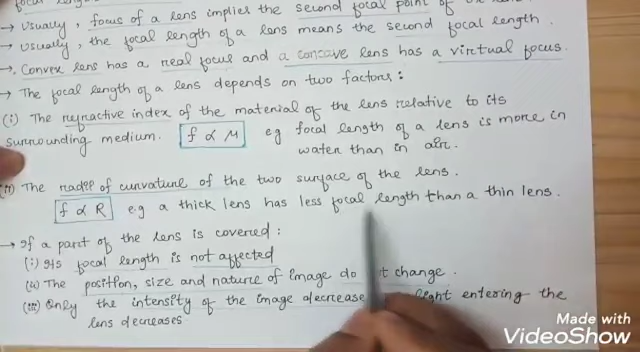 → Usually, focus of a lens implies the second focal point of the
→ Usually, the focal length of a lens means the second focal length.
→ Convex lens has a real focus and a concave lens has a virtual focus.
→ The focal length of a lens depends on two factors:
(i) The refractive index of the material of the lens relative to its
surrounding medium. f ∝ μ eg focal length of a lens is more in
water than in air.
(ii) The radii of curvature of the two surface of the lens.
f ∝ R e.g a thick lens has less focal length than a thin lens.
→ If a part of the lens is covered:
(i) its focal length is not affected
(ii) The position, size and nature of image do not change.
(iii) Only the intensity of the image decrease light entering the
lens decreases
Made with
VideoShow